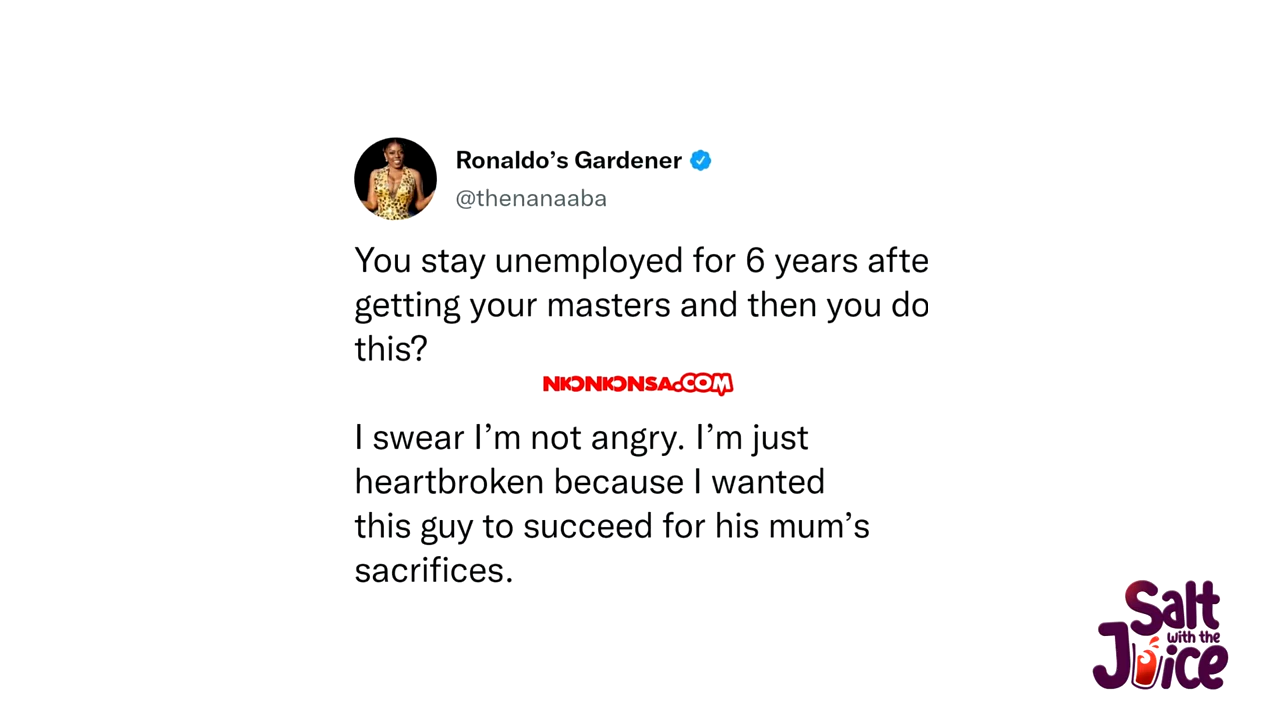 Ronaldo’s Gardener
@thenanaaba
You stay unemployed for 6 years afte
getting your masters and then you do
this?
NKONKONSA.COM
I swear I’m not angry. I’m just
heartbroken because I wanted
this guy to succeed for his mum’s
sacrifices.
Salt
with the
Juice